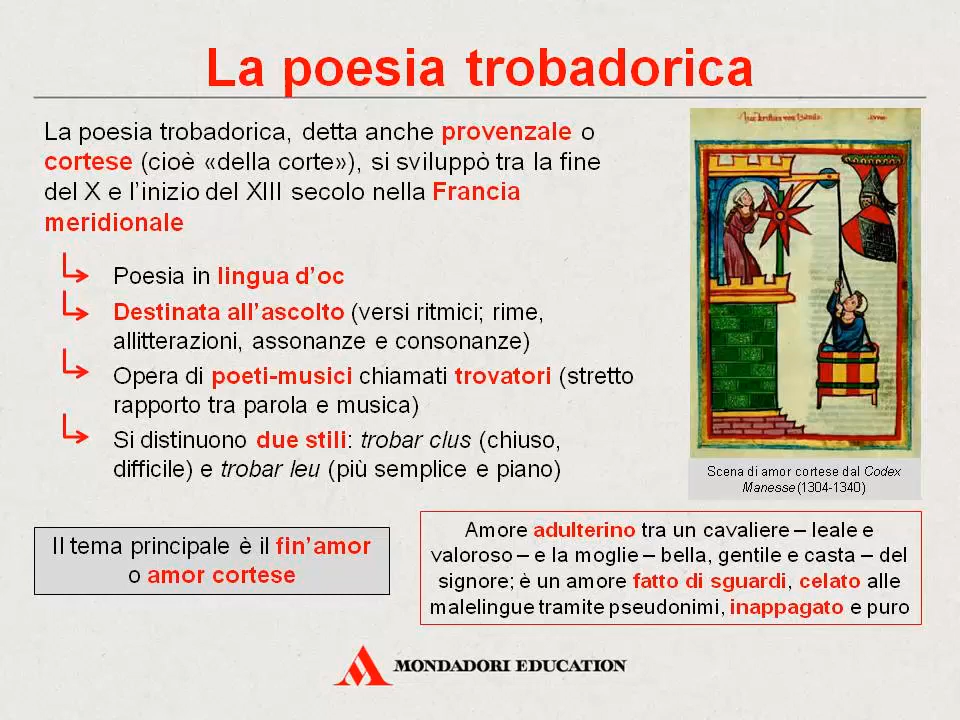 La poesia trobadorica
La poesia trobadorica, detta anche provenzale o
cortese (cioè «della corte»), si sviluppò tra la fine
del X e l’inizio del XIII secolo nella Francia
meridionale
Poesia in lingua d’oc
Destinata all’ascolto (versi ritmici; rime,
allitterazioni, assonanze e consonanze)
Opera di poeti-musici chiamati trovatori (stretto
rapporto tra parola e musica)
Si distinuono due stili: trobar clus (chiuso,
difficile) e trobar leu (più semplice e piano)
Scena di amor cortese dal Codex
Manesse (1304-1340)
Il tema principale è il fin’amor
o amor cortese
Amore adulterino tra un cavaliere – leale e
valoroso – e la moglie – bella, gentile e casta – del
signore; è un amore fatto di sguardi, celato alle
malelingue tramite pseudonimi, inappagato e puro
MONDADORI EDUCATION